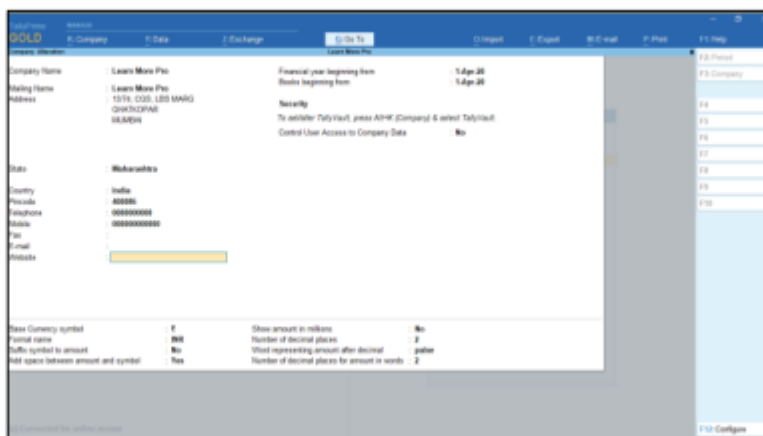 TallyPrime
MANAGE
GOLD
K: Company
Y: Data
Z: Exchange
G: Go To
O: Import
E: Export
M: E-mail
P: Print
F1: Help
Company Alteration
Learn More Pro
F2: Period
F3: Company
F4
F5
F6
F7
F8
F9
F10
F12: Configure
Company Name : Learn More Pro
Mailing Name : Learn More Pro
Address : LBS MARG
GHATKOPAR
MUMBAI
State : Maharashtra
Country : India
Pincode : 400086
Telephone : 0000000000
Mobile : 00000000000
Fax :
E-mail :
Website :
Financial year beginning from : 1-Apr-20
Books beginning from : 1-Apr-20
Security
To set/alter TallyVault, press Alt+K (Company) & select TallyVault
Control User Access to Company Data : No
Base Currency symbol : ₹
Formal name : INR
Suffix symbol to amount : No
Add space between amount and symbol : Yes
Show amount in millions : No
Number of decimal places : 2
Word representing amount after decimal : paise
Number of decimal places for amount in words : 2